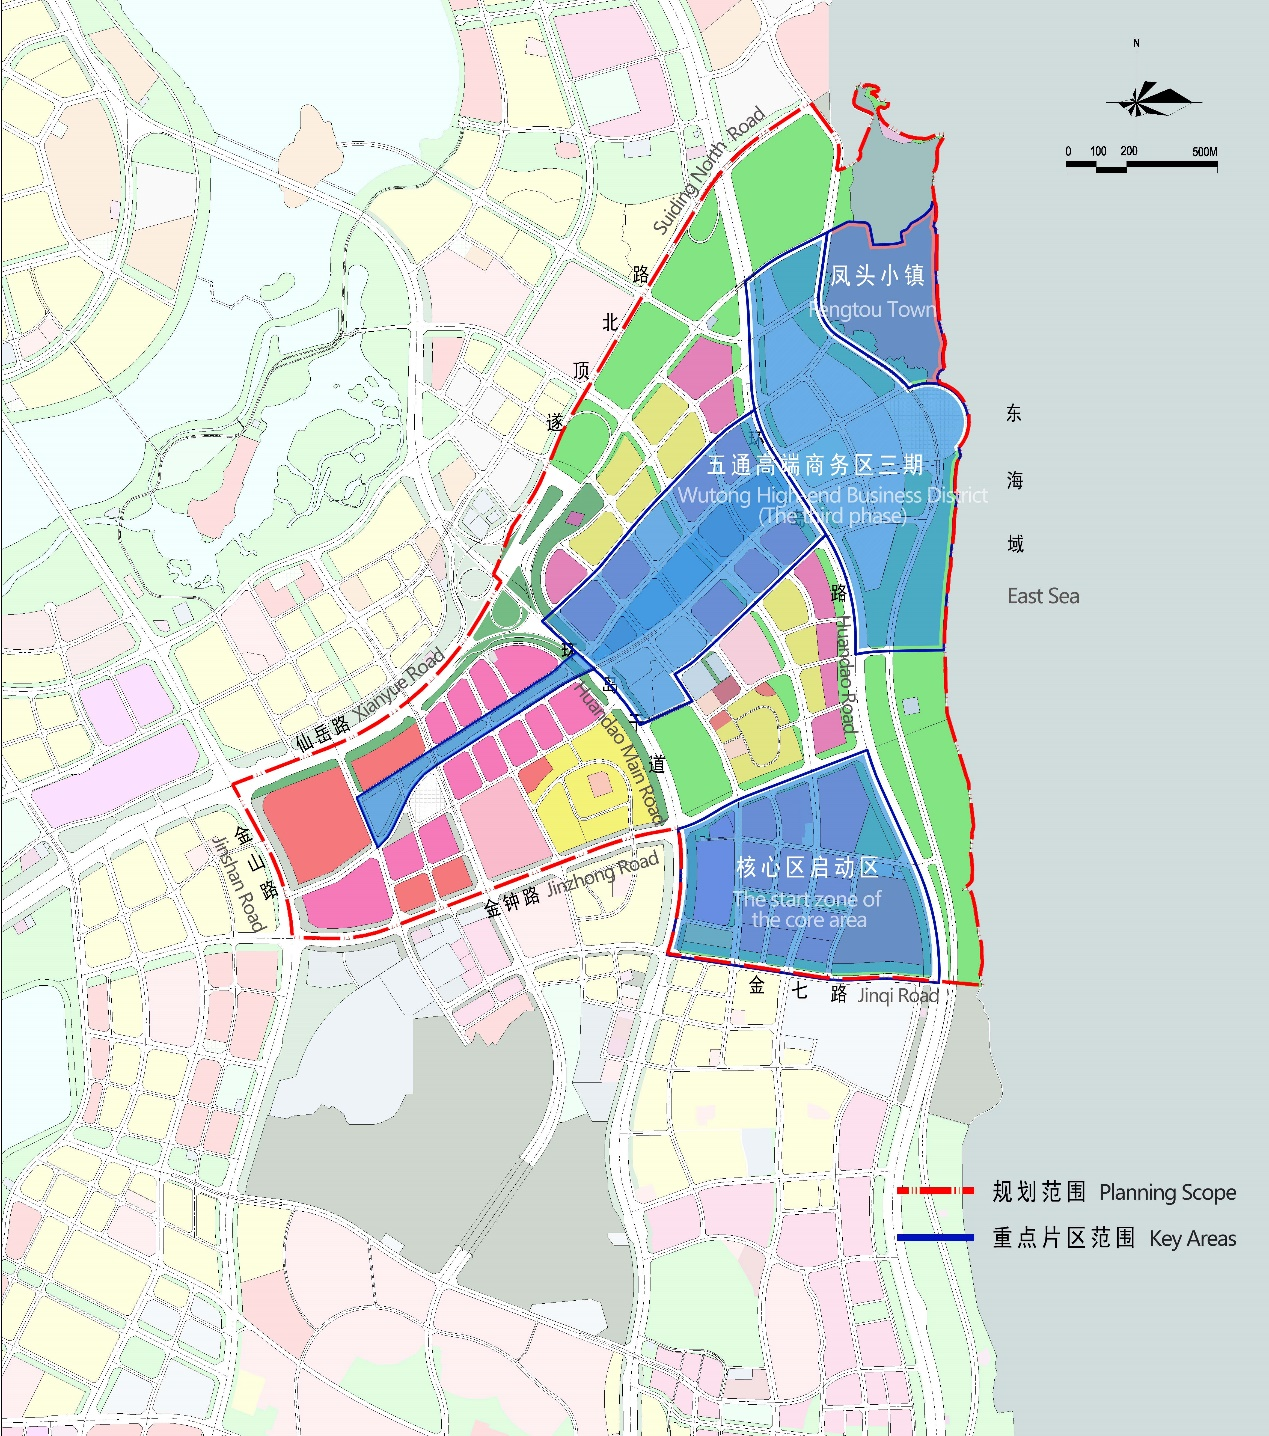 N
0 100 200 500M
Suiding North Road
遂顶北路
凤头小镇
Fengtou Town
东海域
East Sea
环
五通高端商务区三期
Wutong High-end Business District
(The third phase)
路
Huandao Road
环岛干道
Huandao Main Road
仙岳路 Xianyue Road
金山路
Jinshan Road
金钟路 Jinzhong Road
核心区启动区
The start zone of
the core area
金七路 Jinqi Road
规划范围 Planning Scope
重点片区范围 Key Areas